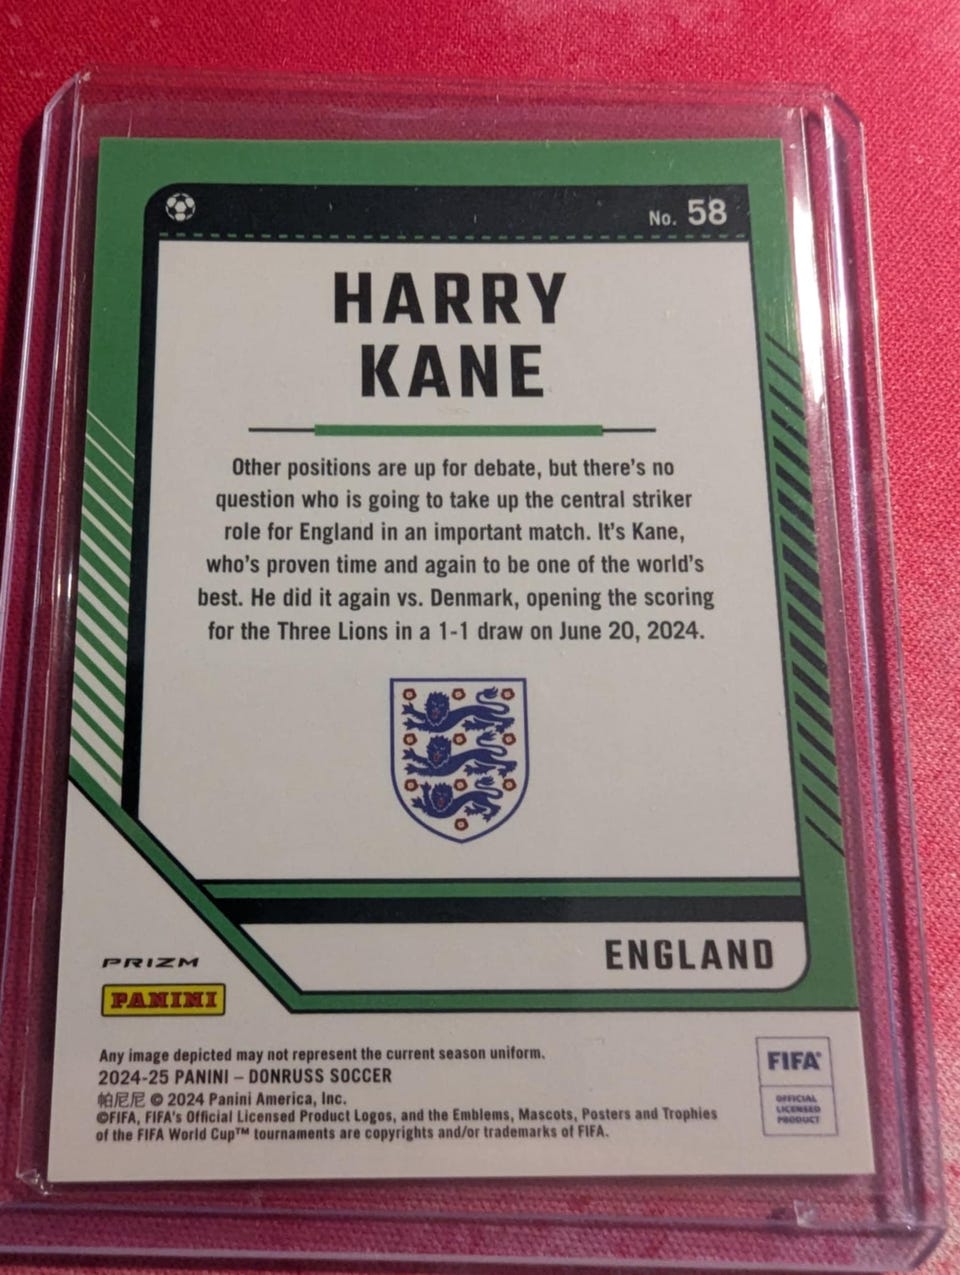 No. 58
HARRY
KANE
Other positions are up for debate, but there's no
question who is going to take up the central striker
role for England in an important match. It's Kane,
who's proven time and again to be one of the world's
best. He did it again vs. Denmark, opening the scoring
for the Three Lions in a 1-1 draw on June 20, 2024.
ENGLAND
PRIZM
PANINI
Any image depicted may not represent the current season uniform.
2024-25 PANINI – DONRUSS SOCCER
帕尼尼 © 2024 Panini America, Inc.
©FIFA, FIFA's Official Licensed Product Logos, and the Emblems, Mascots, Posters and Trophies
of the FIFA World Cup™ tournaments are copyrights and/or trademarks of FIFA.
FIFA®
OFFICIAL
LICENSED
PRODUCT